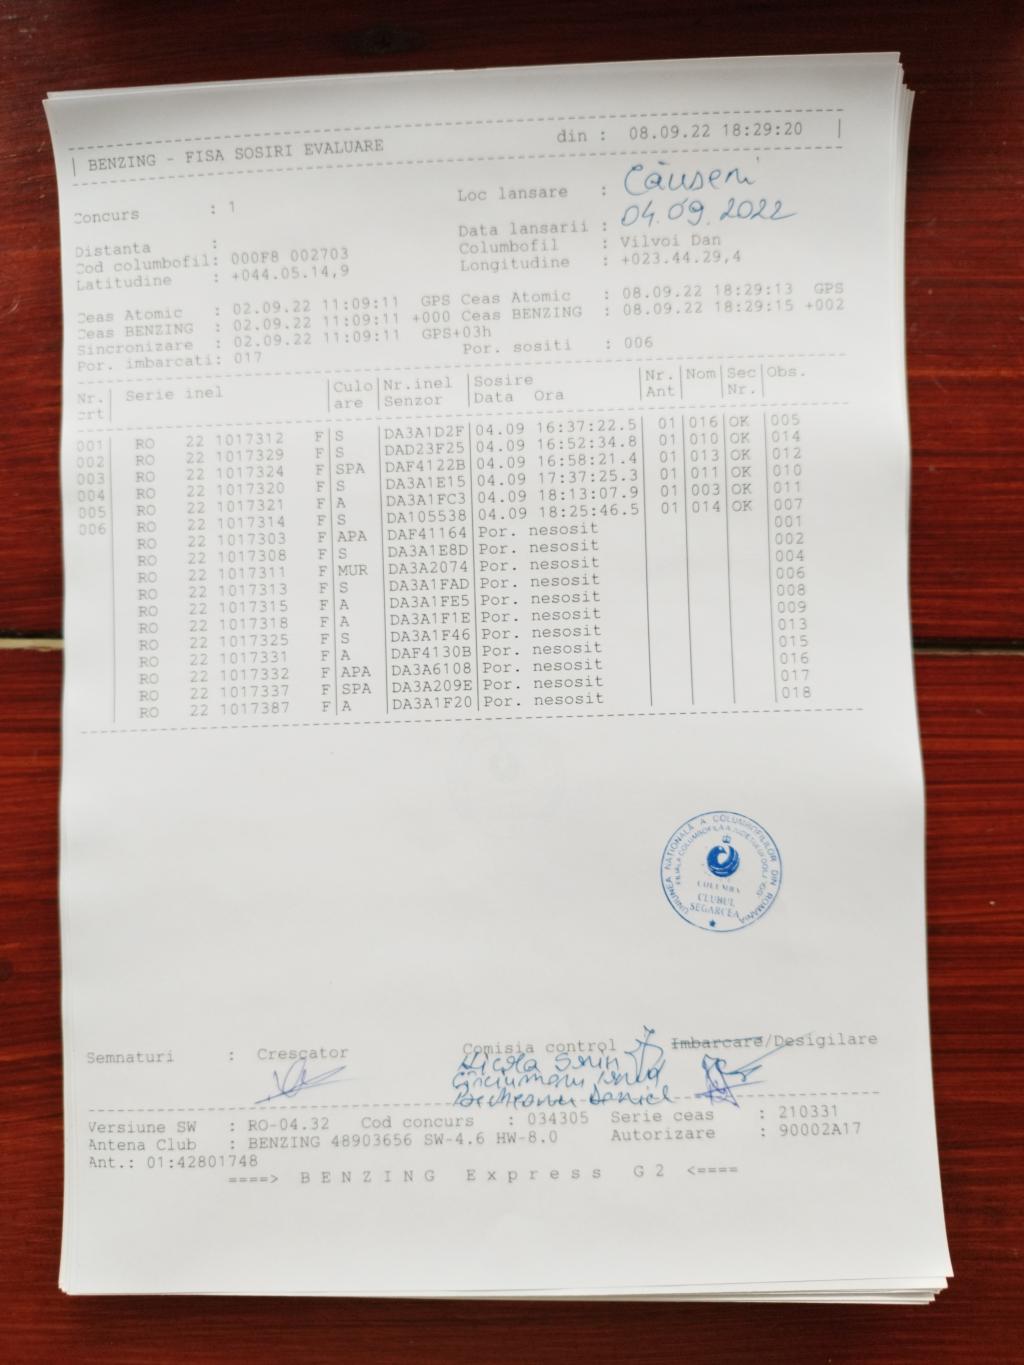 BENZING - FISA SOSIRI EVALUARE din : 08.09.22 18:29:20
Concurs : 1 Loc lansare : Căuseni
Data lansarii : 04.09.2022
Distanta : Columbofil : Vilvoi Dan
Cod columbofil: 000F8 002703 Longitudine : +023.44.29,4
Latitudine : +044.05.14,9
Ceas Atomic : 02.09.22 11:09:11 GPS Ceas Atomic : 08.09.22 18:29:13 GPS
Ceas BENZING : 02.09.22 11:09:11 +000 Ceas BENZING : 08.09.22 18:29:15 +002
Sincronizare : 02.09.22 11:09:11 GPS+03h
Por. imbarcati: 017 Por. sositi : 006
Nr. Serie inel Culo Nr.inel Sosire Nr. Nom Sec Obs.
crt are Senzor Data Ora Ant Nr.
001 RO 22 1017312 F S DA3A1D2F 04.09 16:37:22.5 01 016 OK 005
002 RO 22 1017329 F S DAD23F25 04.09 16:52:34.8 01 010 OK 014
003 RO 22 1017324 F SPA DAF4122B 04.09 16:58:21.4 01 013 OK 012
004 RO 22 1017320 F S DA3A1E15 04.09 17:37:25.3 01 011 OK 010
005 RO 22 1017321 F A DA3A1FC3 04.09 18:13:07.9 01 003 OK 011
006 RO 22 1017314 F S DA105538 04.09 18:25:46.5 01 014 OK 007
RO 22 1017303 F APA DAF41164 Por. nesosit 001
RO 22 1017308 F S DA3A1E8D Por. nesosit 002
RO 22 1017311 F MUR DA3A2074 Por. nesosit 004
RO 22 1017313 F S DA3A1FAD Por. nesosit 006
RO 22 1017315 F A DA3A1FE5 Por. nesosit 008
RO 22 1017318 F A DA3A1F1E Por. nesosit 009
RO 22 1017325 F S DA3A1F46 Por. nesosit 013
RO 22 1017331 F A DAF4130B Por. nesosit 015
RO 22 1017332 F APA DA3A6108 Por. nesosit 016
RO 22 1017337 F SPA DA3A209E Por. nesosit 017
RO 22 1017387 F A DA3A1F20 Por. nesosit 018
UNIUNEA NATIONALĂ A COLUMBOFILILOR DIN ROMANIA
FILIALA COLUMBOFILA A JUDETULUI DOLJ
COLUMBA
CLUBUL
SEGARCEA
Semnaturi : Crescator Comisia control Imbarcare/Desigilare
Nicola Sorin
Daniel
Versiune SW : RO-04.32 Cod concurs : 034305 Serie ceas : 210331
Antena Club : BENZING 48903656 SW-4.6 HW-8.0 Autorizare : 90002A17
Ant.: 01:42801748
====> BENZING Express G2 <====